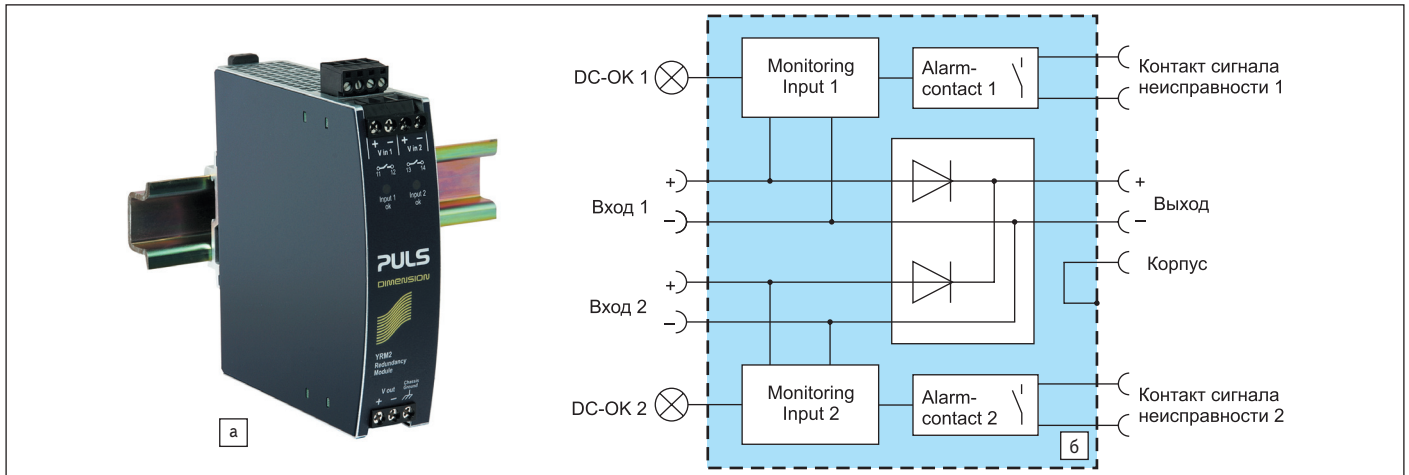 + − + −
V in 1 V in 2
11 12 13 14
Input 1
ok
Input 2
ok
PULS
DIMENSION
YRM2
Redundancy
Module
V out
+ −
Chassis
Ground
а
DC-OK 1
Monitoring
Input 1
Alarm-
contact 1
Контакт сигнала
неисправности 1
+
Вход 1
−
+
Выход
−
Корпус
+
Вход 2
−
DC-OK 2
Monitoring
Input 2
Alarm-
contact 2
Контакт сигнала
неисправности 2
б